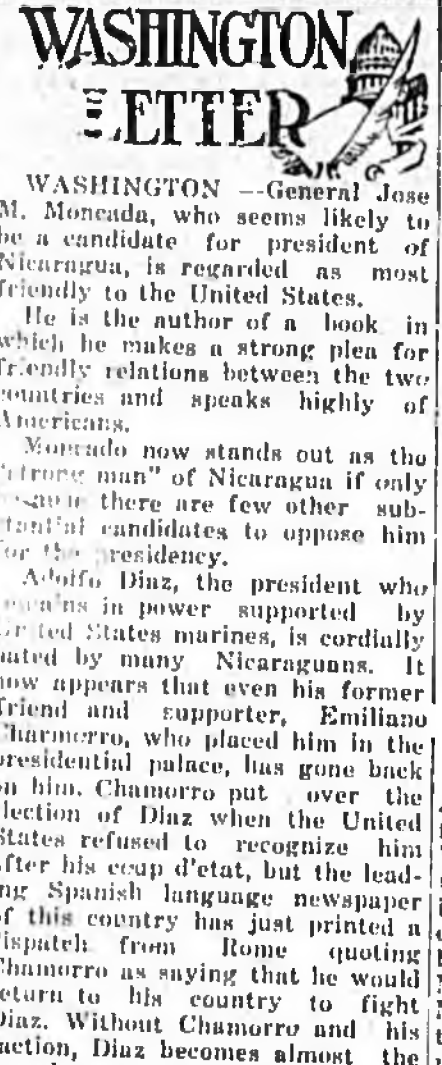 WASHINGTON
LETTER
WASHINGTON —General Jose
M. Moncada, who seems likely to
be a candidate for president of
Nicaragua, is regarded as most
friendly to the United States.
He is the author of a book in
which he makes a strong plea for
friendly relations between the two
countries and speaks highly of
Americans.
Moncado now stands out as the
"strong man" of Nicaragua if only
because there are few other sub-
stantial candidates to oppose him
for the presidency.
Adolfo Diaz, the president who
remains in power supported by
United States marines, is cordially
hated by many Nicaraguans. It
now appears that even his former
friend and supporter, Emiliano
Charmorro, who placed him in the
presidential palace, has gone back
on him. Chamorro put over the
election of Diaz when the United
States refused to recognize him
after his coup d'etat, but the lead-
ing Spanish language newspaper
of this country has just printed a
dispatch from Rome quoting
Chamorro as saying that he would
return to his country to fight
Diaz. Without Chamorro and his
faction, Diaz becomes almost the